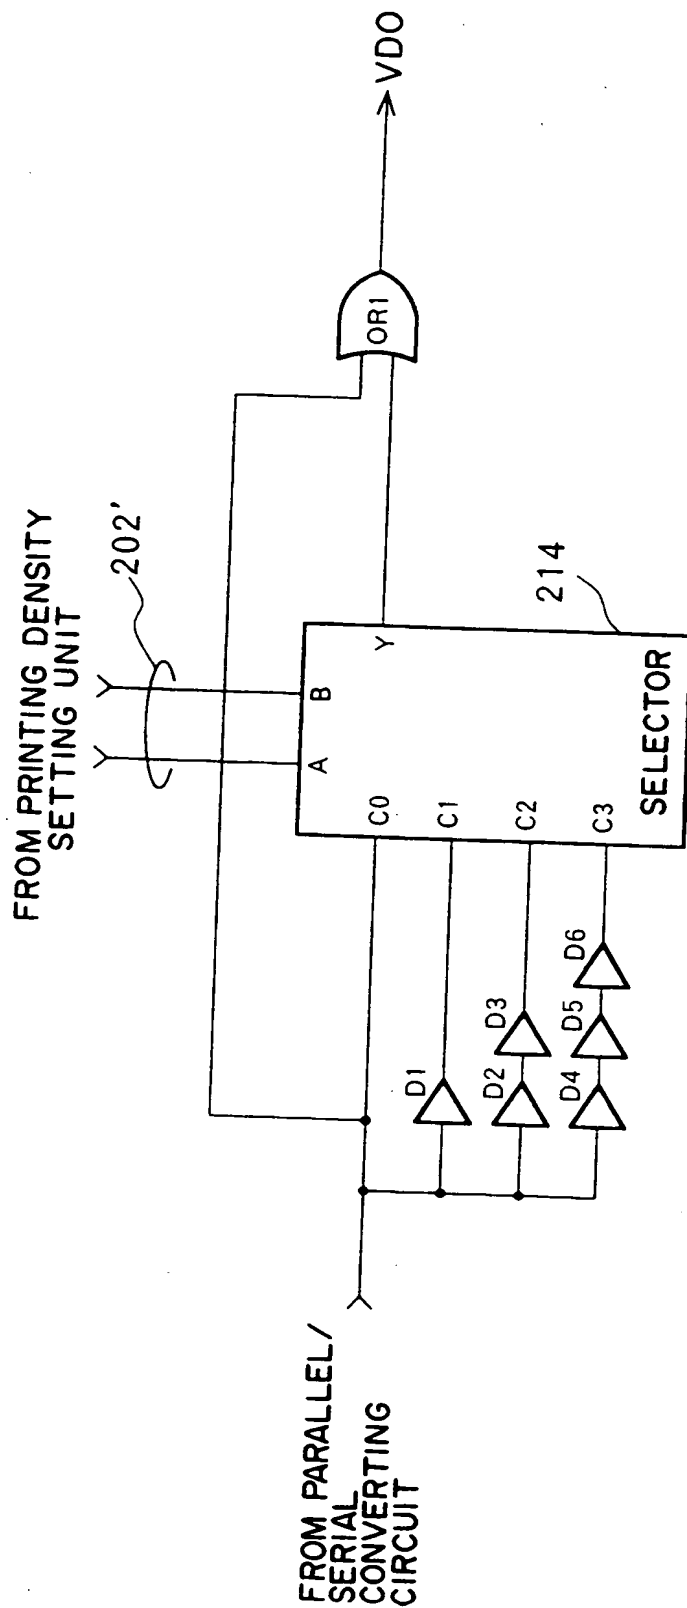 FROM PRINTING DENSITY
SETTING UNIT
202'
A
B
C0
C1
C2
C3
Y
SELECTOR
214
D1
D2
D3
D4
D5
D6
OR1
VDO
FROM PARALLEL/
SERIAL
CONVERTING
CIRCUIT